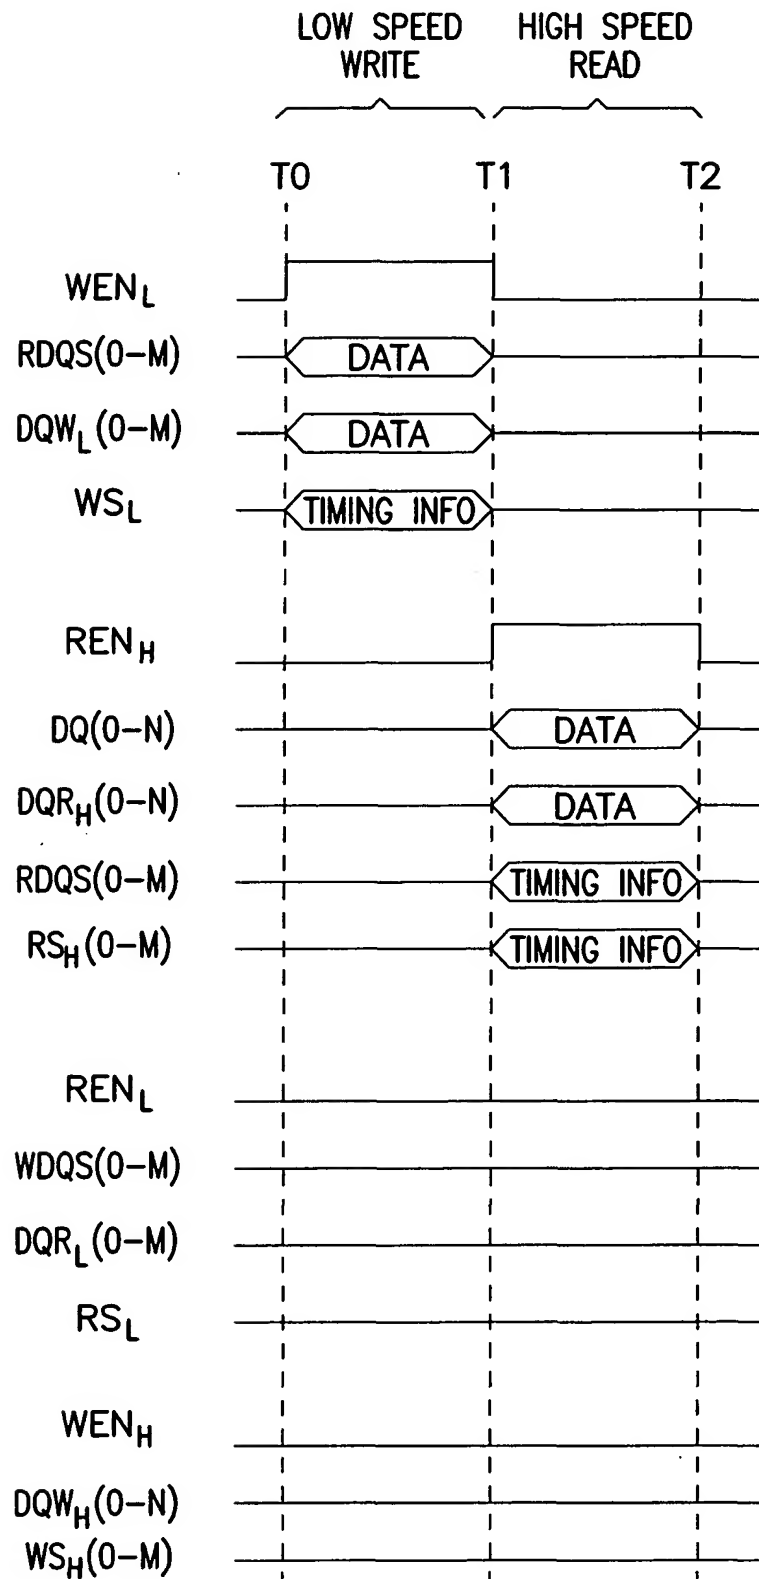 LOW SPEED HIGH SPEED
WRITE READ
T0 T1 T2
WEN_L
RDQS(0-M) DATA
DQW_L(0-M) DATA
WS_L TIMING INFO
REN_H
DQ(0-N) DATA
DQR_H(0-N) DATA
RDQS(0-M) TIMING INFO
RS_H(0-M) TIMING INFO
REN_L
WDQS(0-M)
DQR_L(0-M)
RS_L
WEN_H
DQW_H(0-N)
WS_H(0-M)